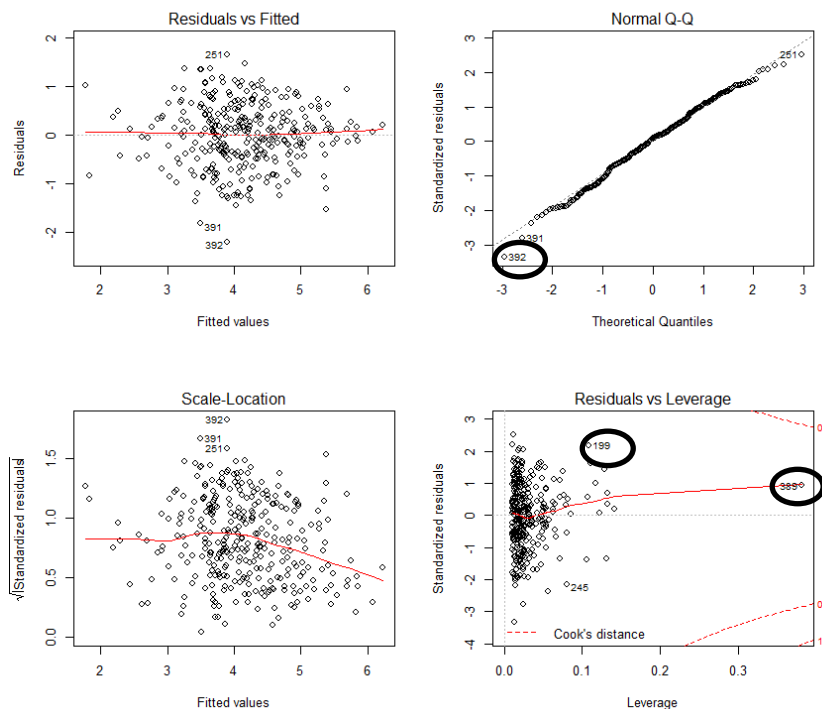 Residuals vs Fitted
Residuals
2
1
0
-1
-2
251
391
392
2 3 4 5 6
Fitted values
Normal Q-Q
Standardized residuals
3
2
1
0
-1
-2
-3
251
391
392
-3 -2 -1 0 1 2 3
Theoretical Quantiles
Scale-Location
√|Standardized residuals|
1.5
1.0
0.5
0.0
392
391
251
2 3 4 5 6
Fitted values
Residuals vs Leverage
Standardized residuals
3
2
1
0
-1
-2
-3
-4
199
389
245
Cook's distance
0.0 0.1 0.2 0.3
Leverage